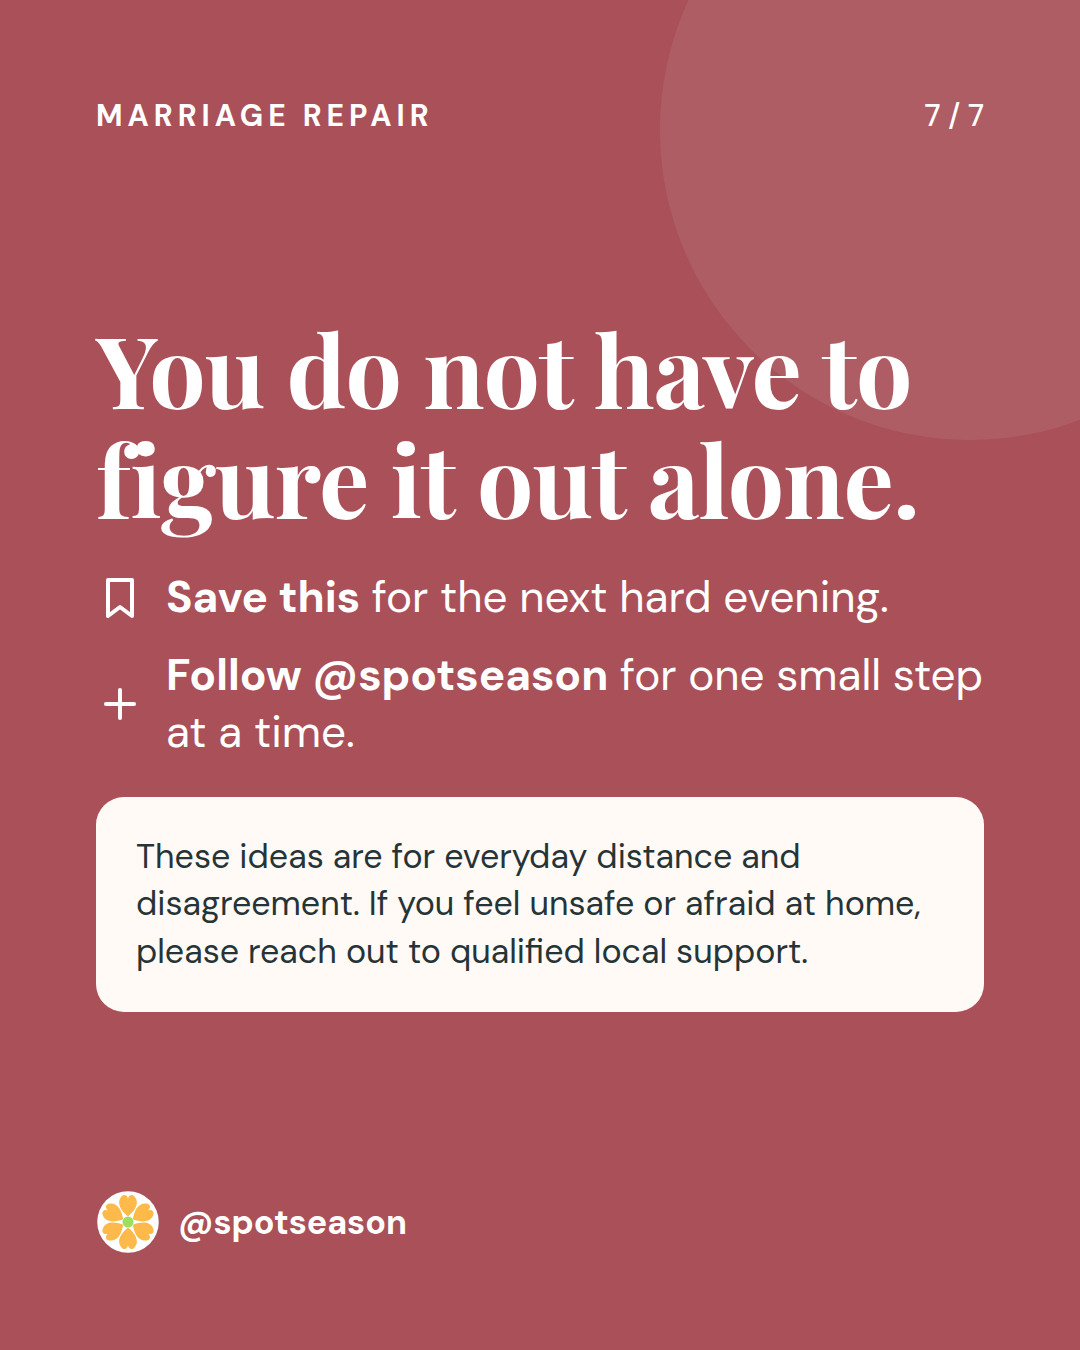 MARRIAGE REPAIR
7 / 7
You do not have to
figure it out alone.
Save this for the next hard evening.
Follow @spotseason for one small step
at a time.
These ideas are for everyday distance and
disagreement. If you feel unsafe or afraid at home,
please reach out to qualified local support.
@spotseason